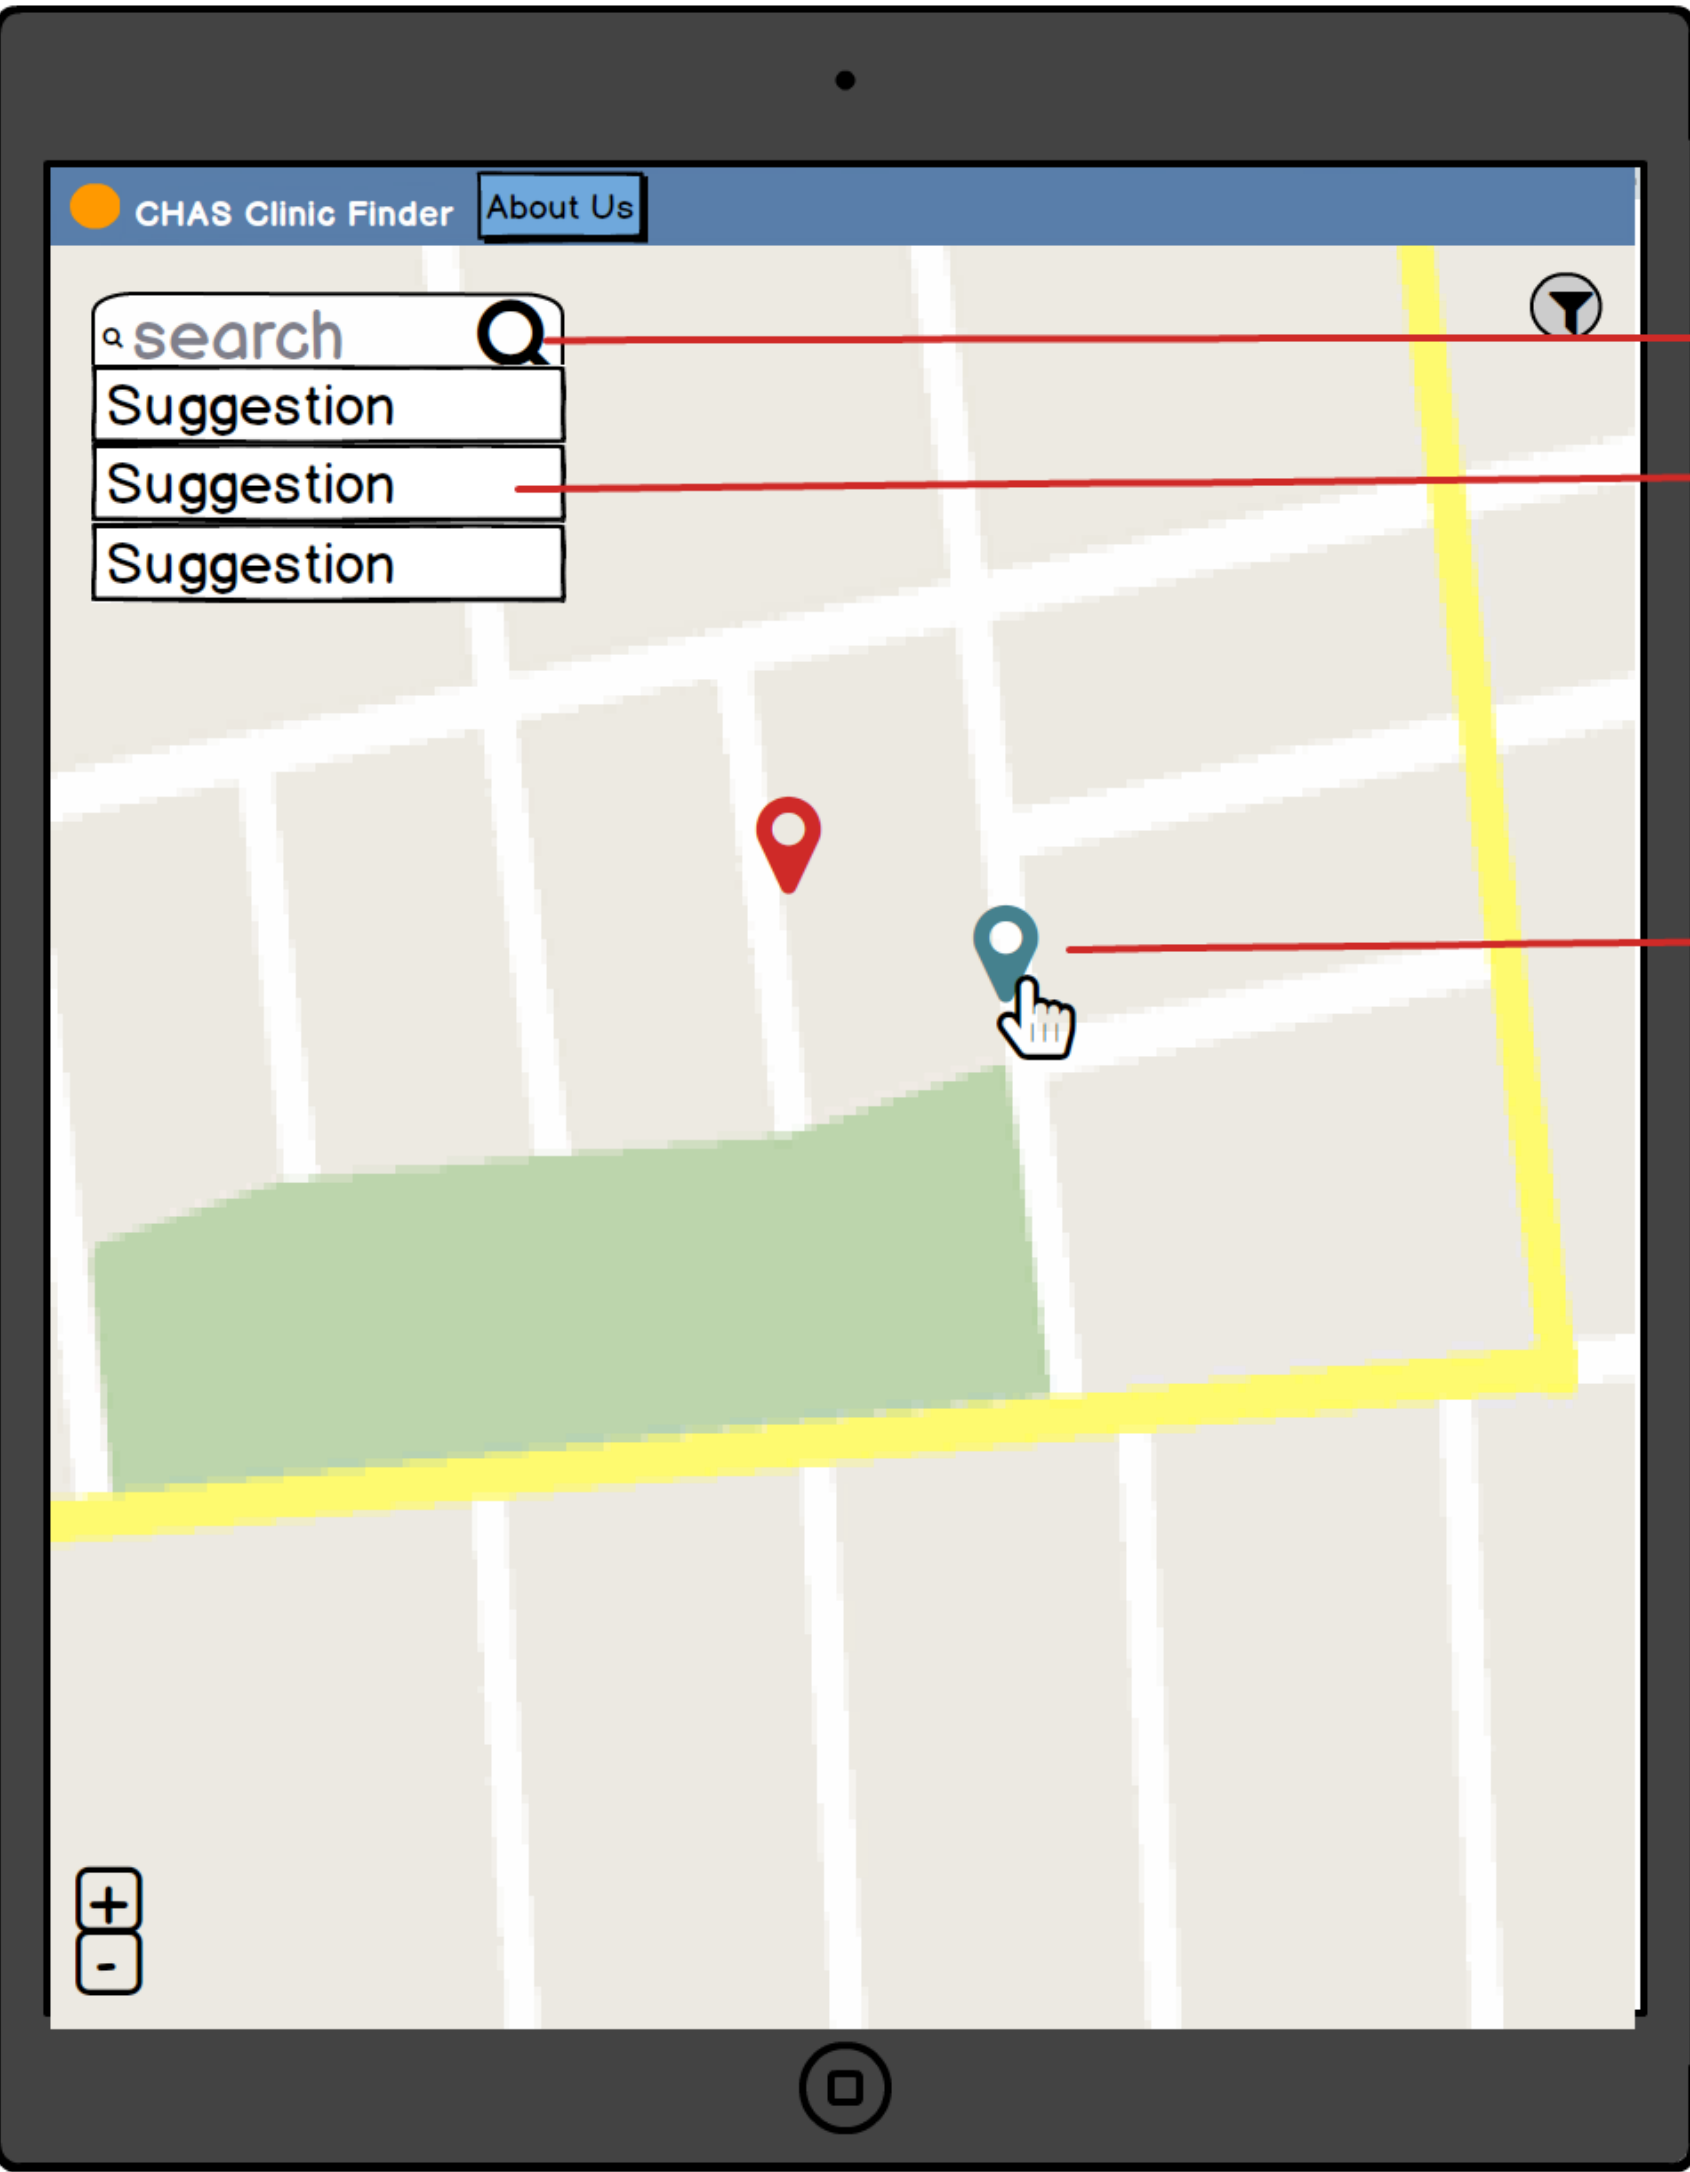 CHAS Clinic Finder About Us
search
Suggestion
Suggestion
Suggestion
+
-